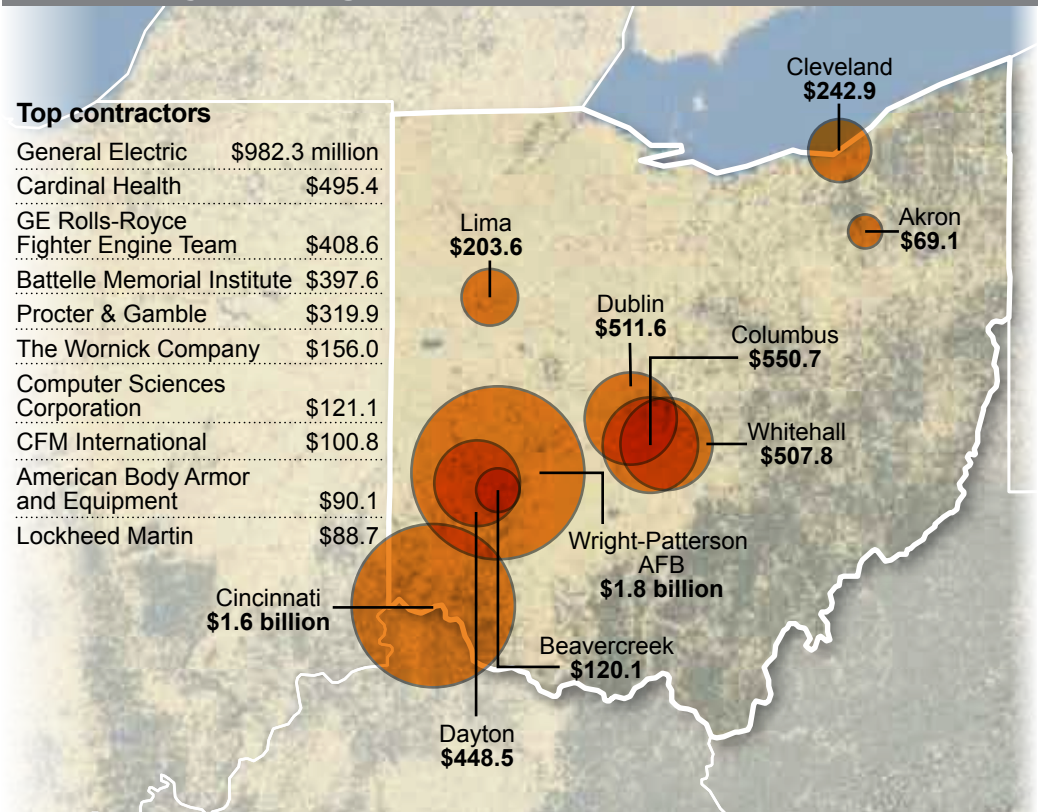 Top contractors
General Electric $982.3 million
Cardinal Health $495.4
GE Rolls-Royce
Fighter Engine Team $408.6
Battelle Memorial Institute $397.6
Procter & Gamble $319.9
The Wornick Company $156.0
Computer Sciences
Corporation $121.1
CFM International $100.8
American Body Armor
and Equipment $90.1
Lockheed Martin $88.7
Cleveland
$242.9
Akron
$69.1
Lima
$203.6
Dublin
$511.6
Columbus
$550.7
Whitehall
$507.8
Wright-Patterson
AFB
$1.8 billion
Cincinnati
$1.6 billion
Beavercreek
$120.1
Dayton
$448.5